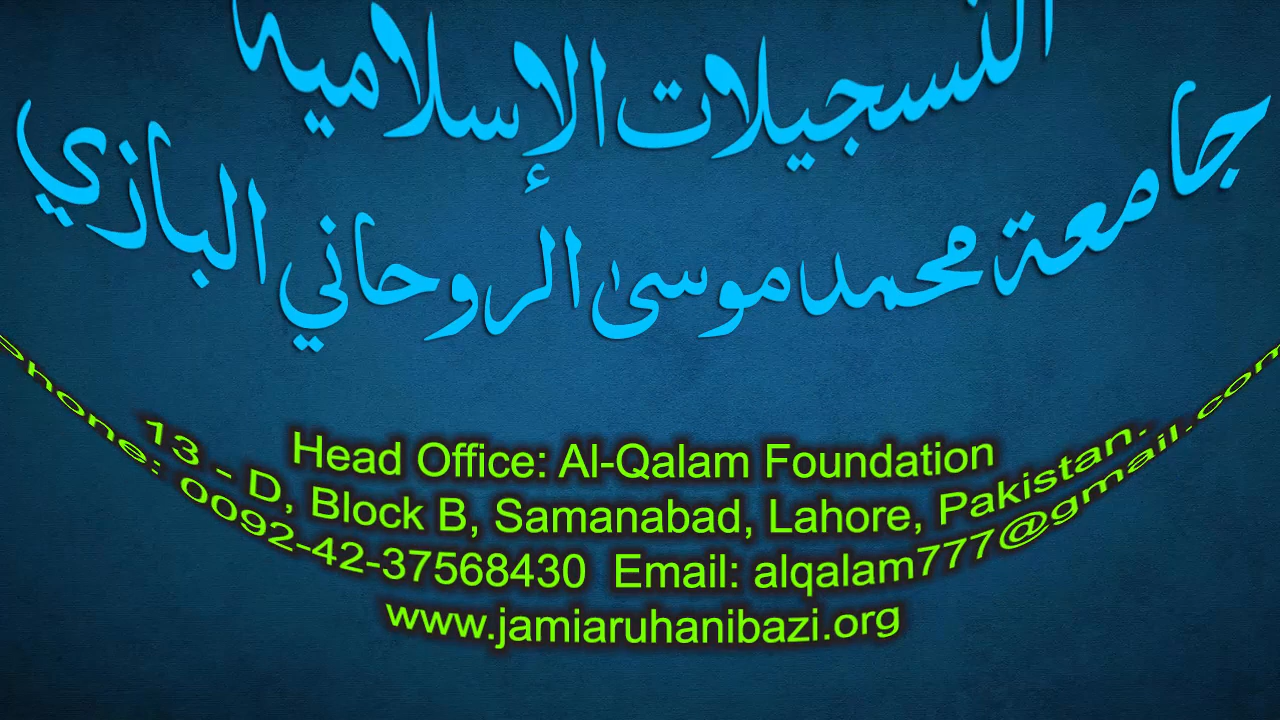 التسجيلات الإسلامية
جامعة محمد موسىٰ الروحاني البازي
Head Office: Al-Qalam Foundation
13 - D, Block B, Samanabad, Lahore, Pakistan.
Phone: 0092-42-37568430 Email: alqalam777@gmail.com
www.jamiaruhanibazi.org